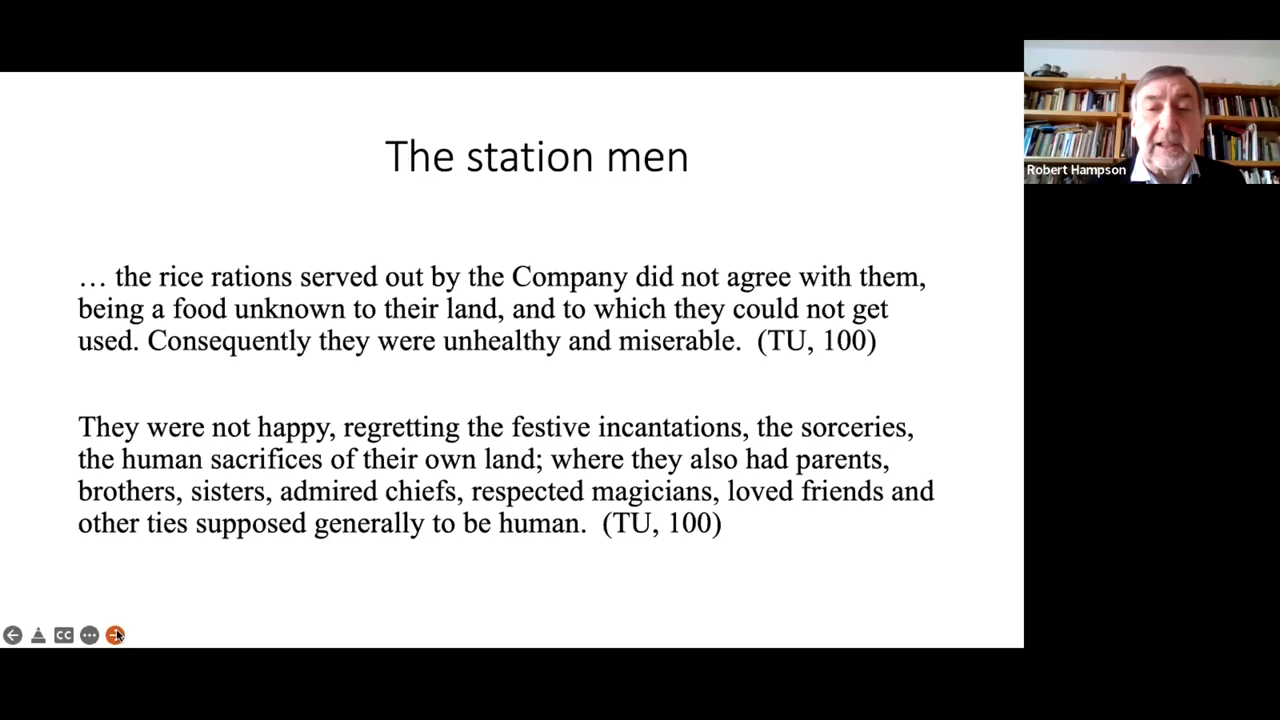 The station men
Robert Hampson
… the rice rations served out by the Company did not agree with them,
being a food unknown to their land, and to which they could not get
used. Consequently they were unhealthy and miserable. (TU, 100)
They were not happy, regretting the festive incantations, the sorceries,
the human sacrifices of their own land; where they also had parents,
brothers, sisters, admired chiefs, respected magicians, loved friends and
other ties supposed generally to be human. (TU, 100)
CC